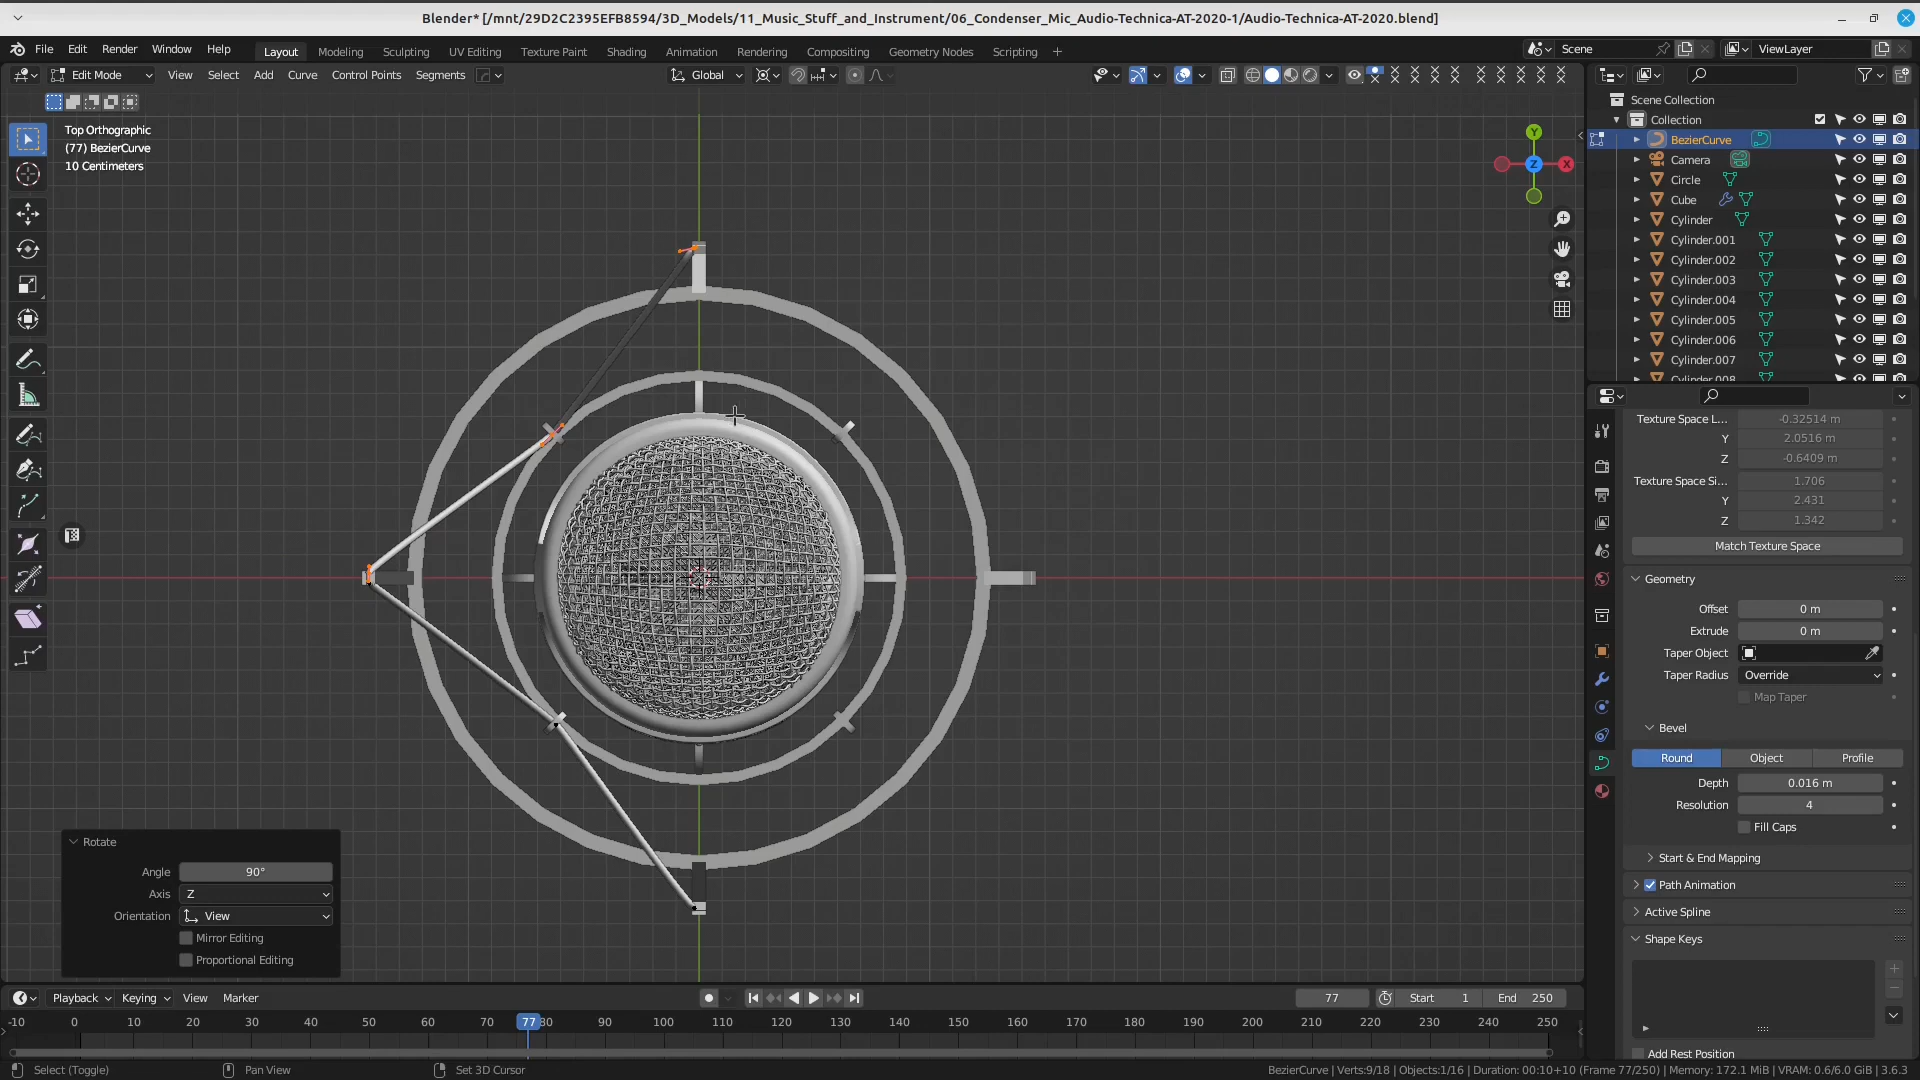 Blender* [/mnt/29D2C2395EFB8594/3D_Models/11_Music_Stuff_and_Instrument/06_Condenser_Mic_Audio-Technica-AT-2020-1/Audio-Technica-AT-2020.blend]
File Edit Render Window Help Layout Modeling Sculpting UV Editing Texture Paint Shading Animation Rendering Compositing Geometry Nodes Scripting Scene ViewLayer
Edit Mode View Select Add Curve Control Points Segments Global
Top Orthographic
(77) BezierCurve
10 Centimeters
Y
Z X
Scene Collection
Collection
BezierCurve
Camera
Circle
Cube
Cylinder
Cylinder.001
Cylinder.002
Cylinder.003
Cylinder.004
Cylinder.005
Cylinder.006
Cylinder.007
Cylinder.008
Texture Space L... -0.32514 m
Y 2.0516 m
Z -0.6409 m
Texture Space Si... 1.706
Y 2.431
Z 1.342
Match Texture Space
Geometry
Offset 0 m
Extrude 0 m
Taper Object
Taper Radius Override
Map Taper
Bevel
Round Object Profile
Depth 0.016 m
Resolution 4
Fill Caps
Start & End Mapping
Path Animation
Active Spline
Shape Keys
Add Rest Position
Rotate
Angle 90°
Axis Z
Orientation View
Mirror Editing
Proportional Editing
Playback Keying View Marker 77 Start 1 End 250
-10 0 10 20 30 40 50 60 70 77 80 90 100 110 120 130 140 150 160 170 180 190 200 210 220 230 240 250
Select (Toggle) Pan View Set 3D Cursor BezierCurve | Verts:9/18 | Objects:1/16 | Duration: 00:10+10 (Frame 77/250) | Memory: 172.1 MiB | VRAM: 0.6/6.0 GiB | 3.6.3